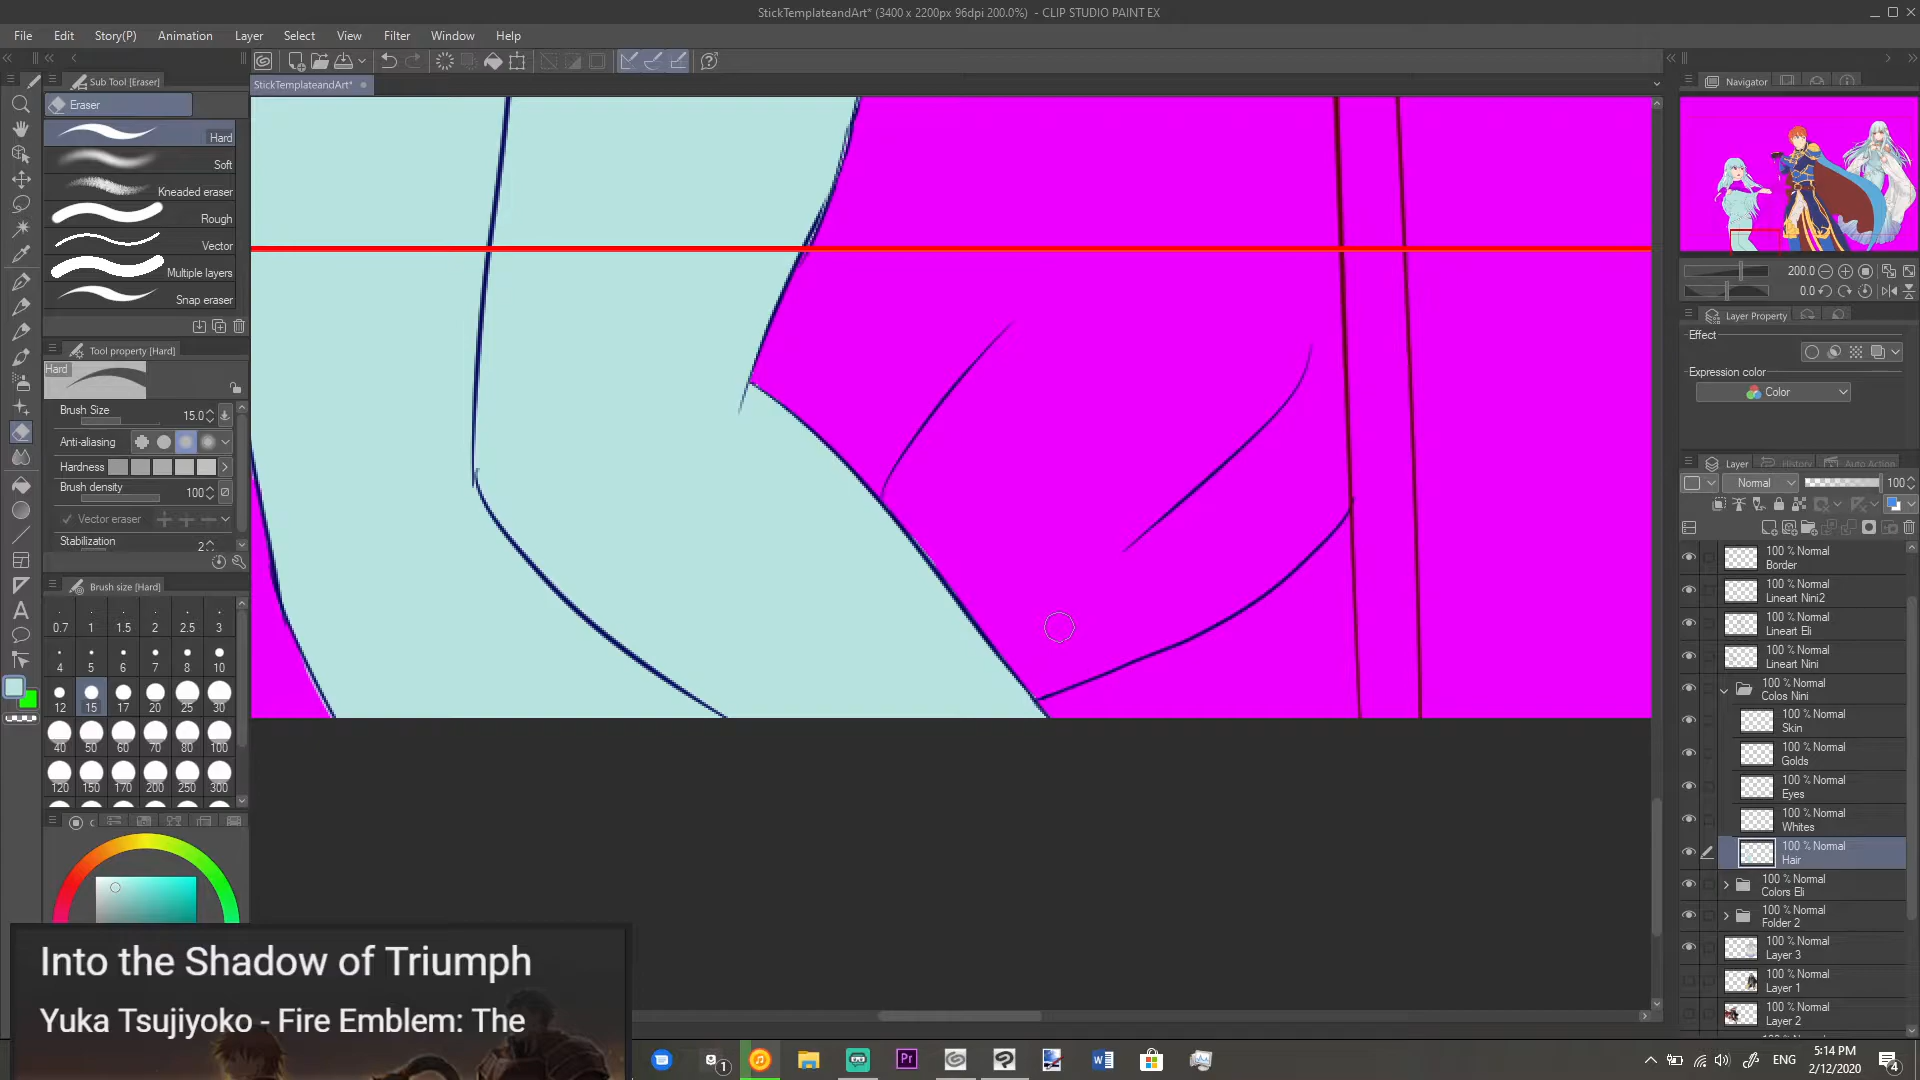 StickTemplateandArt* (3400 x 2200px 96dpi 200.0%) - CLIP STUDIO PAINT EX
File Edit Story(P) Animation Layer Select View Filter Window Help
Sub Tool [Eraser]
StickTemplateandArt*
Navigator
Eraser
Hard
Soft
Kneaded eraser
Rough
Vector
Multiple layers
Snap eraser
200.0
0.0
Layer Property
Effect
Expression color
Color
Tool property [Hard]
Hard
Brush Size 15.0
Anti-aliasing
Hardness
Brush density 100
Vector eraser
Stabilization 2
Layer History Auto Action
Normal 100
Brush size [Hard]
0.7 1 1.5 2 2.5 3
4 5 6 7 8 10
12 15 17 20 25 30
40 50 60 70 80 100
120 150 170 200 250 300
100 % Normal
Border
100 % Normal
Lineart Nini2
100 % Normal
Lineart Eli
100 % Normal
Lineart Nini
100 % Normal
Colos Nini
100 % Normal
Skin
100 % Normal
Golds
100 % Normal
Eyes
100 % Normal
Whites
100 % Normal
Hair
100 % Normal
Colors Eli
100 % Normal
Folder 2
100 % Normal
Layer 3
100 % Normal
Layer 1
100 % Normal
Layer 2
Into the Shadow of Triumph
Yuka Tsujiyoko - Fire Emblem: The
1
Pr
ENG
5:14 PM
2/12/2020
4